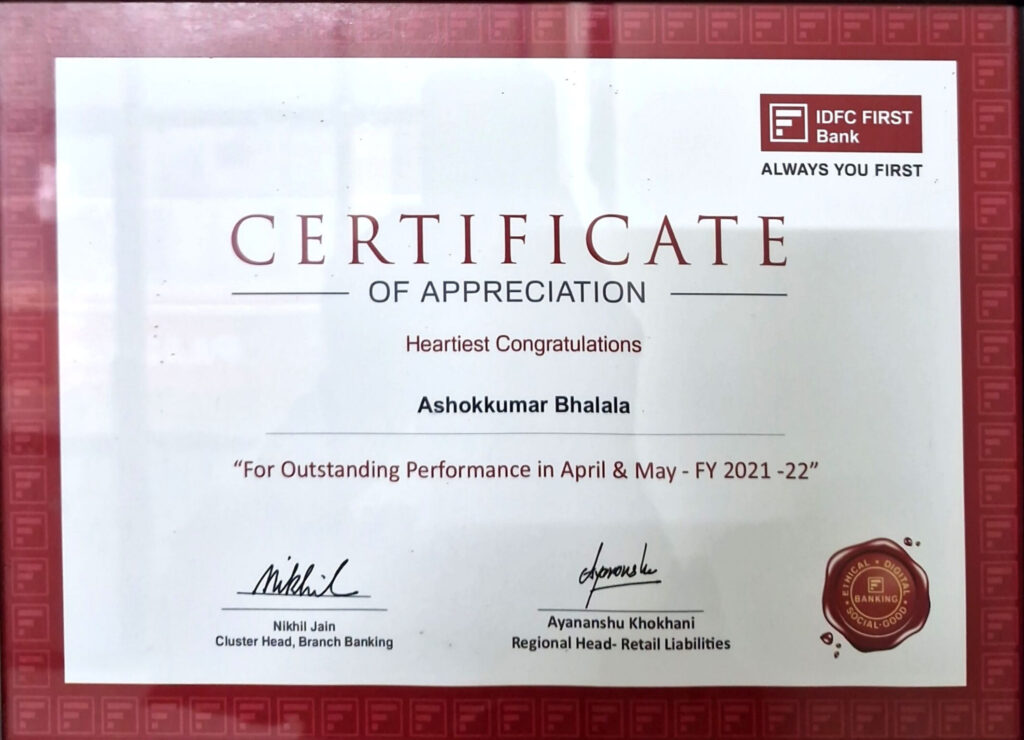 IDFC FIRST
Bank
ALWAYS YOU FIRST
CERTIFICATE
OF APPRECIATION
Heartiest Congratulations
Ashokkumar Bhalala
“For Outstanding Performance in April & May - FY 2021 -22”
Nikhil
Nikhil Jain
Cluster Head, Branch Banking
Ayananshu Khokhani
Regional Head- Retail Liabilities
ETHICAL • DIGITAL
BANKING
SOCIAL-GOOD